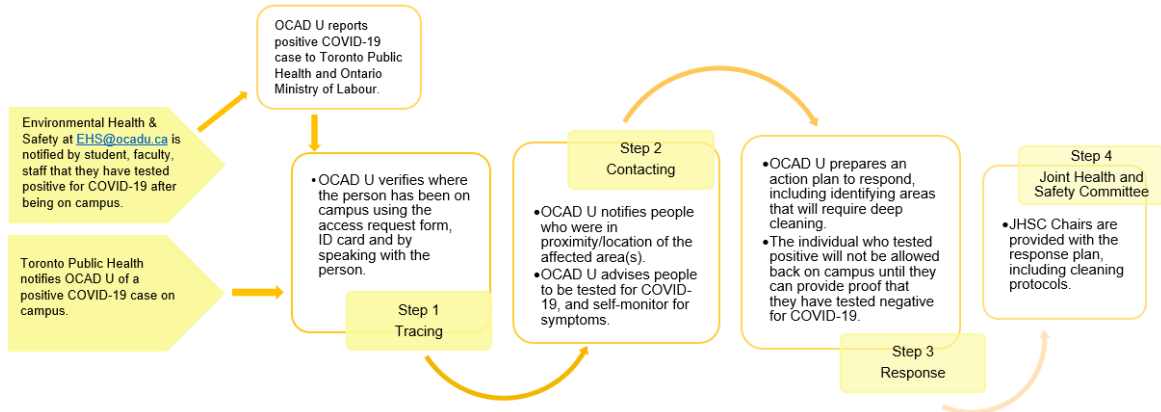 OCAD U reports
positive COVID-19
case to Toronto Public
Health and Ontario
Ministry of Labour.
Environmental Health &
Safety at EHS@ocadu.ca is
notified by student, faculty,
staff that they have tested
positive for COVID-19 after
being on campus.
Toronto Public Health
notifies OCAD U of a
positive COVID-19 case on
campus.
•OCAD U verifies where
the person has been on
campus using the
access request form,
ID card and by
speaking with the
person.
Step 1
Tracing
Step 2
Contacting
•OCAD U notifies people
who were in
proximity/location of the
affected area(s).
•OCAD U advises people
to be tested for COVID-
19, and self-monitor for
symptoms.
•OCAD U prepares an
action plan to respond,
including identifying areas
that will require deep
cleaning.
•The individual who tested
positive will not be allowed
back on campus until they
can provide proof that
they have tested negative
for COVID-19.
Step 3
Response
Step 4
Joint Health and
Safety Committee
•JHSC Chairs are
provided with the
response plan,
including cleaning
protocols.